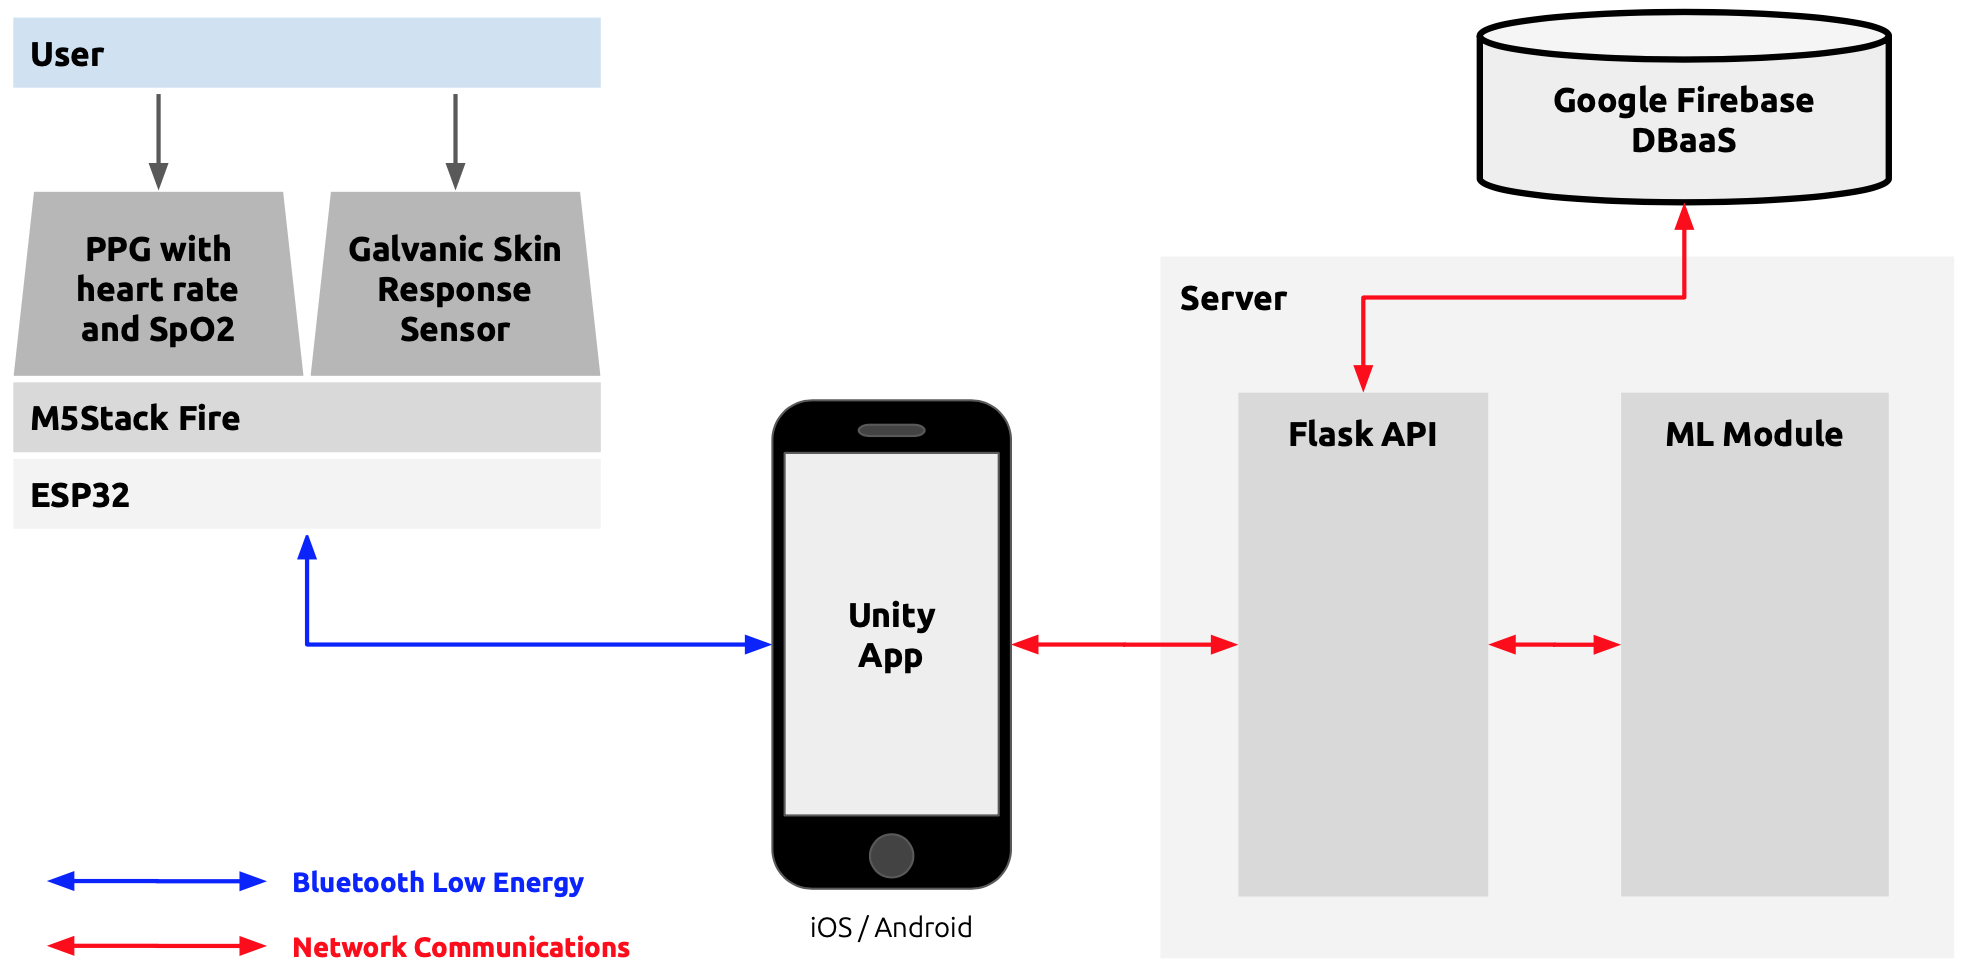 User
PPG with
heart rate
and SpO2
Galvanic Skin
Response
Sensor
M5Stack Fire
ESP32
Unity
App
iOS / Android
Google Firebase
DBaaS
Server
Flask API
ML Module
Bluetooth Low Energy
Network Communications